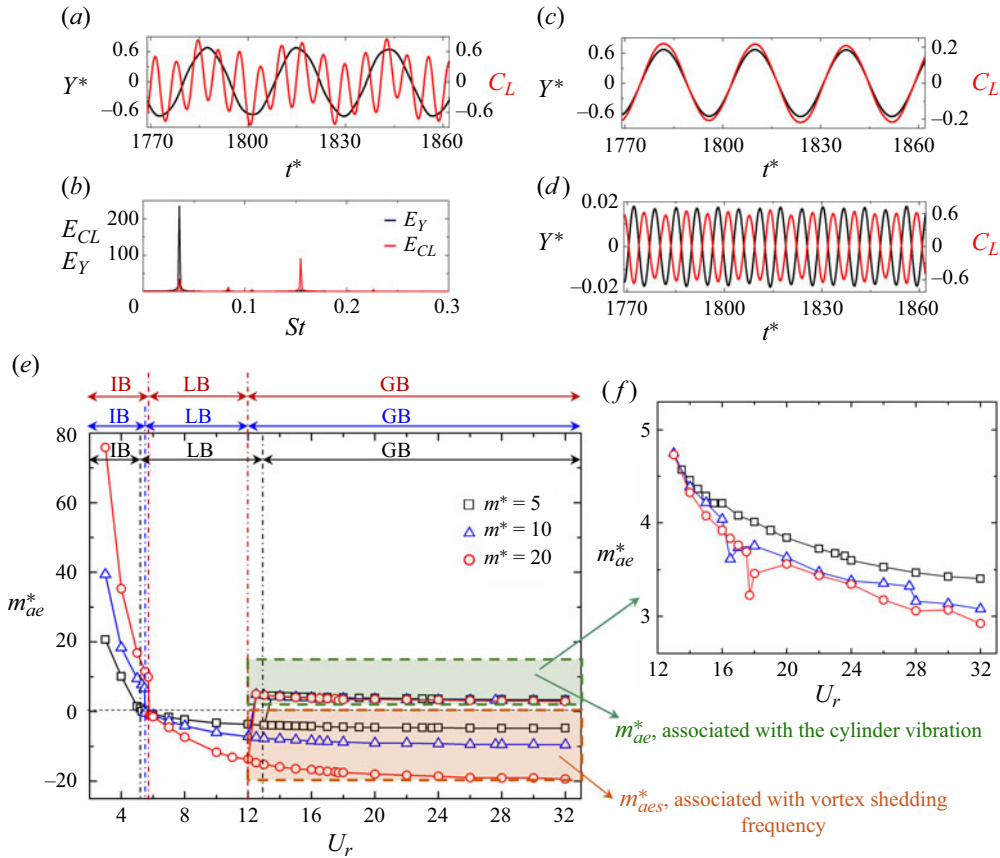 (a)
0.6
0
–0.6
Y*
0.6
0
–0.6
C_L
1770 1800 1830 1860
t*
(c)
0.6
0
–0.6
Y*
0.2
0
–0.2
C_L
1770 1800 1830 1860
t*
(b)
E_CL
E_Y
200
100
E_Y
E_CL
0 0.1 0.2 0.3
St
(d)
0.02
0
–0.02
Y*
0.6
0
–0.6
C_L
1770 1800 1830 1860
t*
(e)
IB LB GB
IB LB GB
IB LB GB
80
60
40
20
0
–20
m*_ae
m* = 5
m* = 10
m* = 20
4 8 12 16 20 24 28 32
U_r
(f)
5
4
3
m*_ae
12 16 20 24 28 32
U_r
m*_ae, associated with the cylinder vibration
m*_aes, associated with vortex shedding
frequency